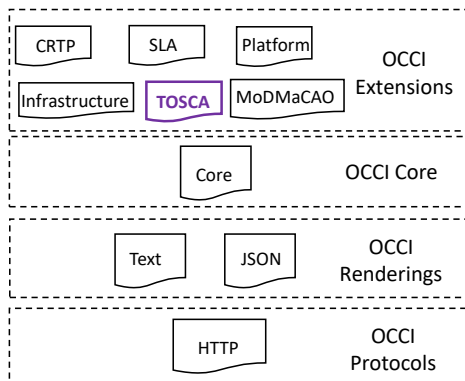 CRTP
SLA
Platform
OCCI
Extensions
Infrastructure
TOSCA
MoDMaCAO
Core
OCCI Core
Text
JSON
OCCI
Renderings
HTTP
OCCI
Protocols